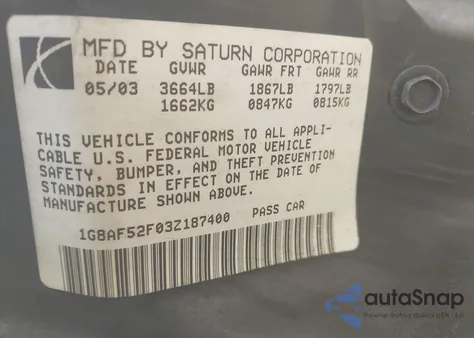 MFD BY SATURN CORPORATION
DATE GVWR GAWR FRT GAWR RR
05/03 3664LB 1867LB 1797LB
1662KG 0847KG 0815KG
THIS VEHICLE CONFORMS TO ALL APPLI-
CABLE U.S. FEDERAL MOTOR VEHICLE
SAFETY, BUMPER, AND THEFT PREVENTION
STANDARDS IN EFFECT ON THE DATE OF
MANUFACTURE SHOWN ABOVE.
1G8AF52F03Z187400 PASS CAR
autoSnap